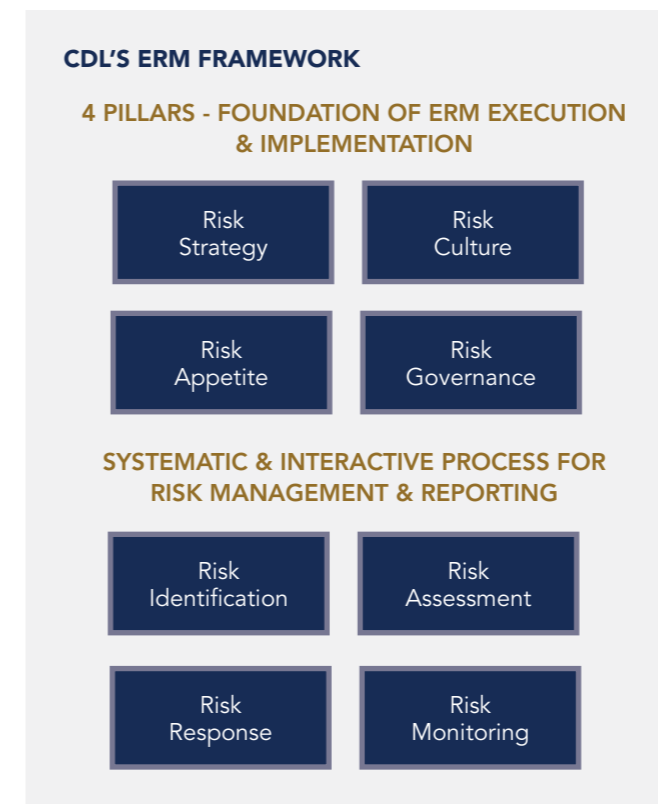 CDL'S ERM FRAMEWORK
4 PILLARS - FOUNDATION OF ERM EXECUTION
& IMPLEMENTATION
Risk
Strategy
Risk
Culture
Risk
Appetite
Risk
Governance
SYSTEMATIC & INTERACTIVE PROCESS FOR
RISK MANAGEMENT & REPORTING
Risk
Identification
Risk
Assessment
Risk
Response
Risk
Monitoring